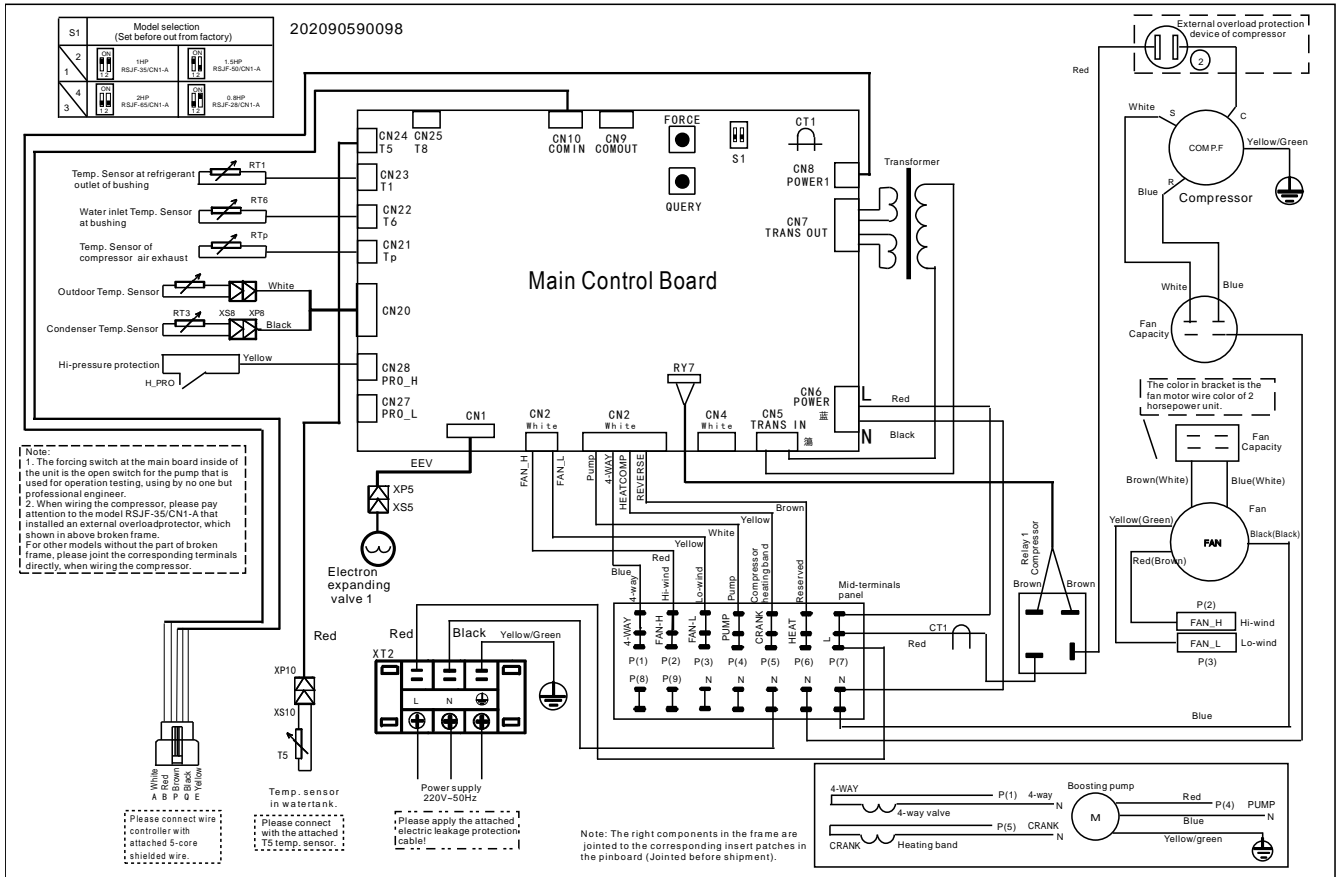 S1
Model selection
(Set before out from factory)
2
1
ON
1 2
1HP
RSJF-35/CN1-A
ON
1 2
1.5HP
RSJF-50/CN1-A
4
3
ON
1 2
2HP
RSJF-65/CN1-A
ON
1 2
0.8HP
RSJF-28/CN1-A
202090590098
External overload protection
device of compressor
2
Red
White
S
C
COMP.F
Yellow/Green
R
Blue
Compressor
White
Blue
Fan
Capacity
The color in bracket is the
fan motor wire color of 2
horsepower unit.
Fan
Capacity
Brown(White)
Blue(White)
Fan
Yellow(Green)
FAN
Black(Black)
Red(Brown)
P(2)
FAN_H
Hi-wind
FAN_L
Lo-wind
P(3)
CN24
T5
CN25
T8
CN10
COMIN
CN9
COMOUT
FORCE
QUERY
S1
CT1
CN8
POWER1
Transformer
CN7
TRANS OUT
CN23
T1
CN22
T6
CN21
Tp
CN20
CN28
PRO_H
CN27
PRO_L
Main Control Board
Temp. Sensor at refrigerant
outlet of bushing
RT1
Water inlet Temp. Sensor
at bushing
RT6
Temp. Sensor of
compressor air exhaust
RTp
Outdoor Temp. Sensor
White
Condenser Temp.Sensor
RT3
XS8
XP8
Black
Hi-pressure protection
Yellow
H_PRO
CN1
CN2
White
CN2
White
RY7
CN4
White
CN5
TRANS IN
CN6
POWER
蓝
L
N
Red
Black
EEV
XP5
XS5
Electron
expanding
valve 1
FAN_H
FAN_L
Pump
4-WAY
HEATCOMP
REVERSE
Brown
Yellow
White
Yellow
Red
Blue
4-way
Hi-wind
Lo-wind
Pump
Compressor
heating band
Reserved
Mid-terminals
panel
4-WAY
FAN-H
FAN-L
PUMP
CRANK
HEAT
L
P(1)
P(2)
P(3)
P(4)
P(5)
P(6)
P(7)
P(8)
P(9)
N
N
N
N
N
Red
CT1
Relay 1
Compressor
Brown
Brown
Blue
Note:
1. The forcing switch at the main board inside of
the unit is the open switch for the pump that is
used for operation testing, using by no one but
professional engineer.
2. When wiring the compressor, please pay
attention to the model RSJF-35/CN1-A that
installed an external overloadprotector, which
shown in above broken frame.
For other models without the part of broken
frame, please joint the corresponding terminals
directly, when wiring the compressor.
White
Red
Brown
Black
Yellow
A
B
P
Q
E
Please connect wire
controller with
attached 5-core
shielded wire.
Red
XP10
XS10
T5
Temp. sensor
in watertank.
Please connect
with the attached
T5 temp. sensor.
Red
Black
Yellow/Green
XT2
L
N
Power supply
220V~50Hz
Please apply the attached
electric leakage protection
cable!
Note: The right components in the frame are
jointed to the corresponding insert patches in
the pinboard (Jointed before shipment).
4-WAY
P(1)
4-way
N
4-way valve
P(5)
CRANK
N
CRANK
Heating band
Boosting pump
M
Red
P(4)
PUMP
N
Blue
Yellow/green